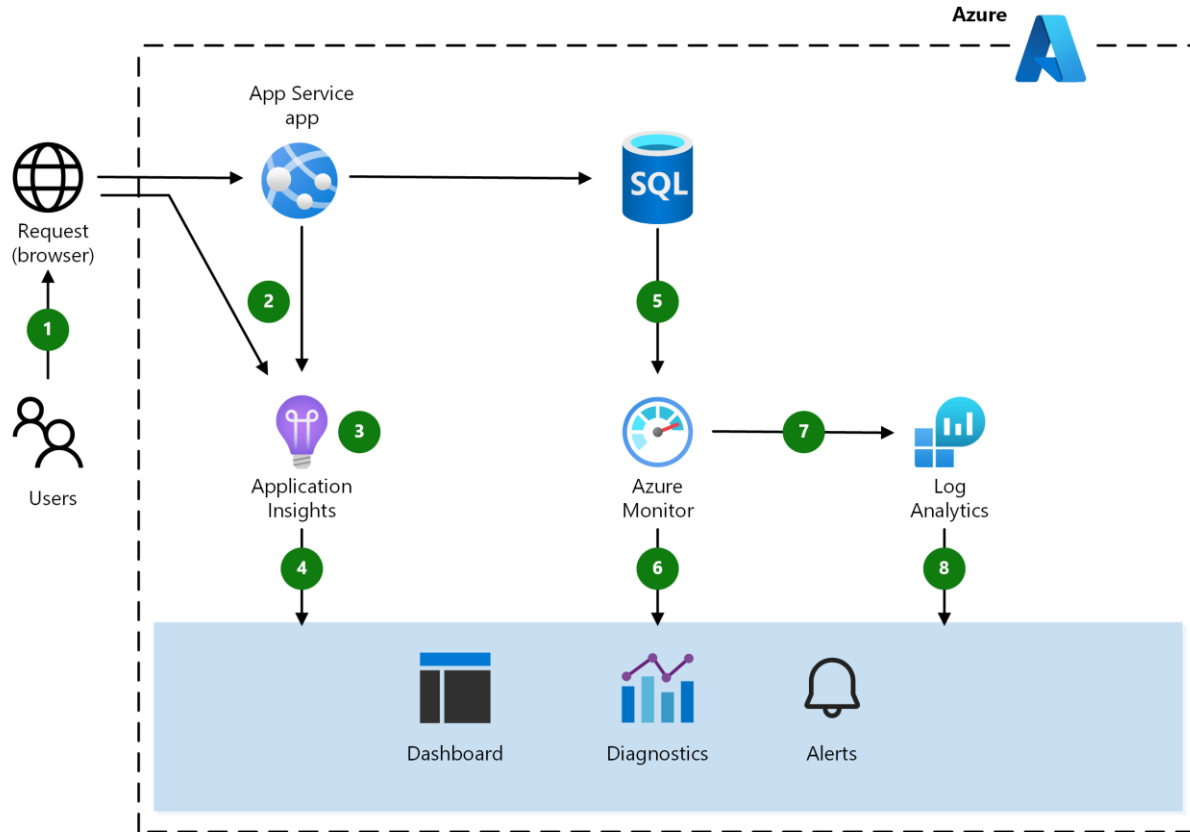 Azure
App Service
app
SQL
Request
(browser)
2
5
1
3
7
Users
Application
Insights
Azure
Monitor
Log
Analytics
4
6
8
Dashboard
Diagnostics
Alerts